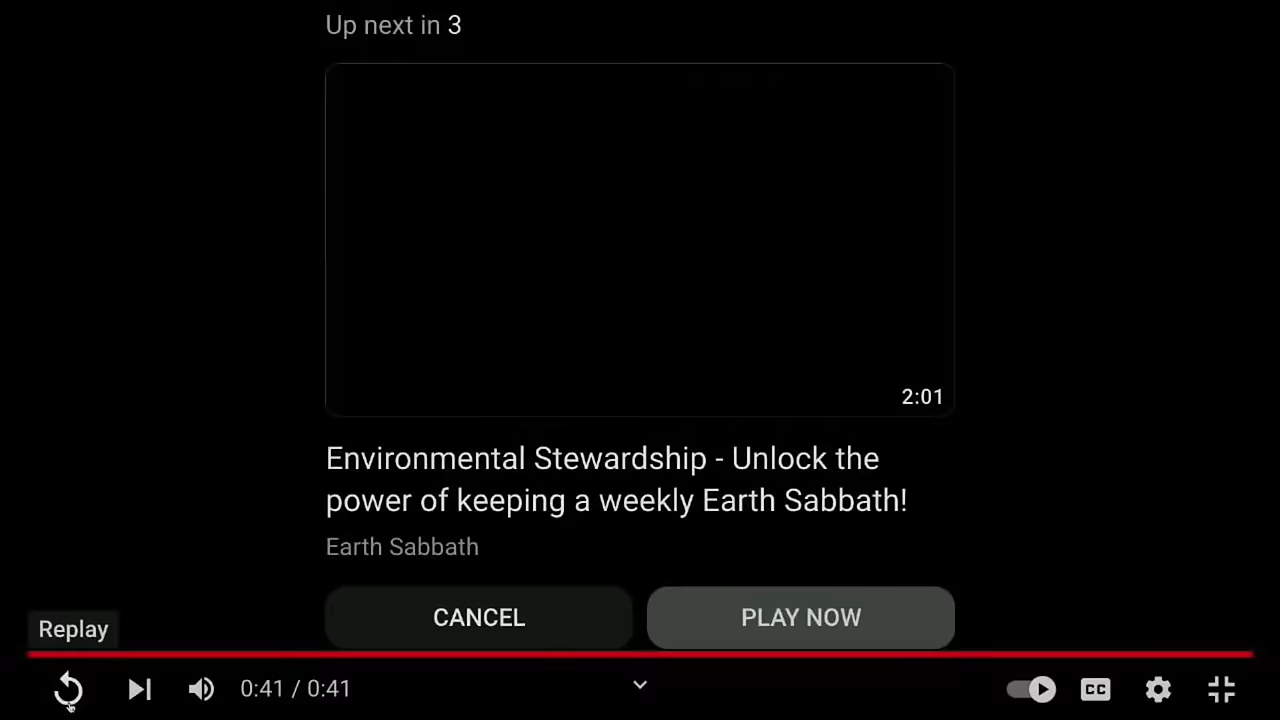 Up next in 3
2:01
Environmental Stewardship - Unlock the
power of keeping a weekly Earth Sabbath!
Earth Sabbath
CANCEL
PLAY NOW
Replay
0:41 / 0:41
CC